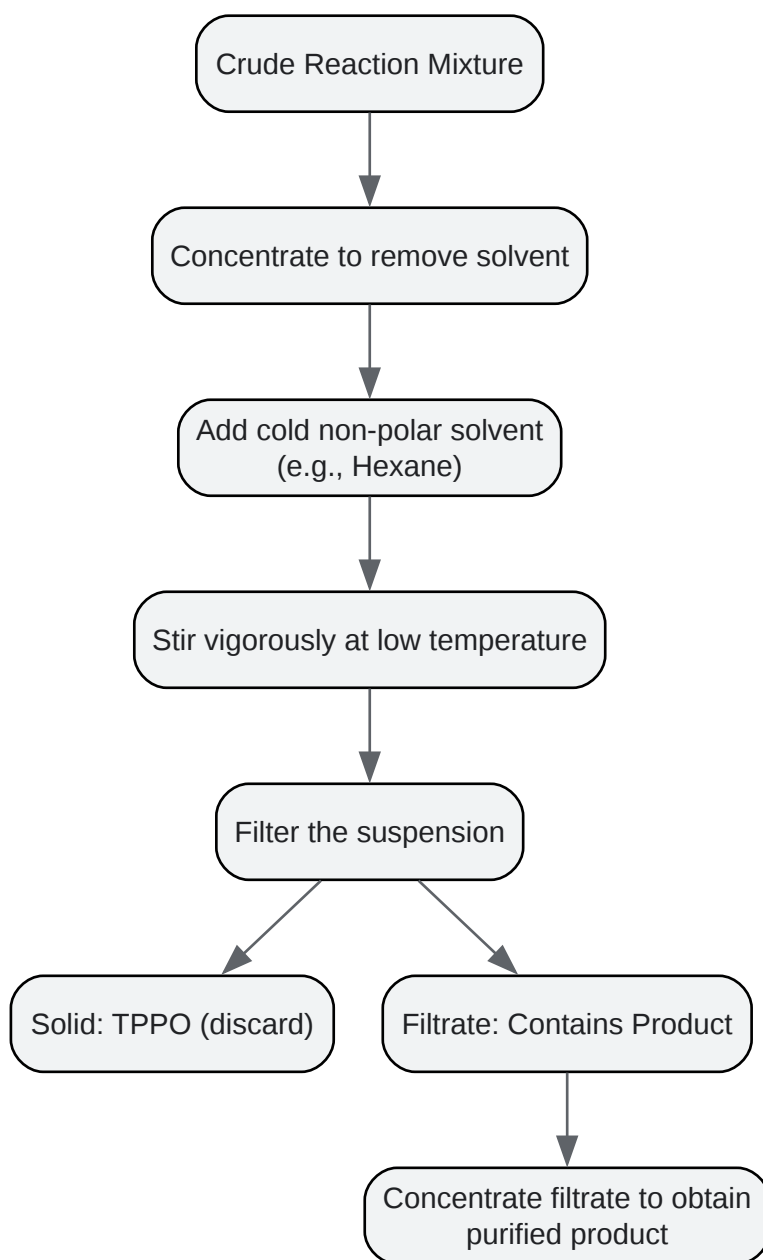 Crude Reaction Mixture
Concentrate to remove solvent
Add cold non-polar solvent
(e.g., Hexane)
Stir vigorously at low temperature
Filter the suspension
Solid: TPPO (discard)
Filtrate: Contains Product
Concentrate filtrate to obtain
purified product